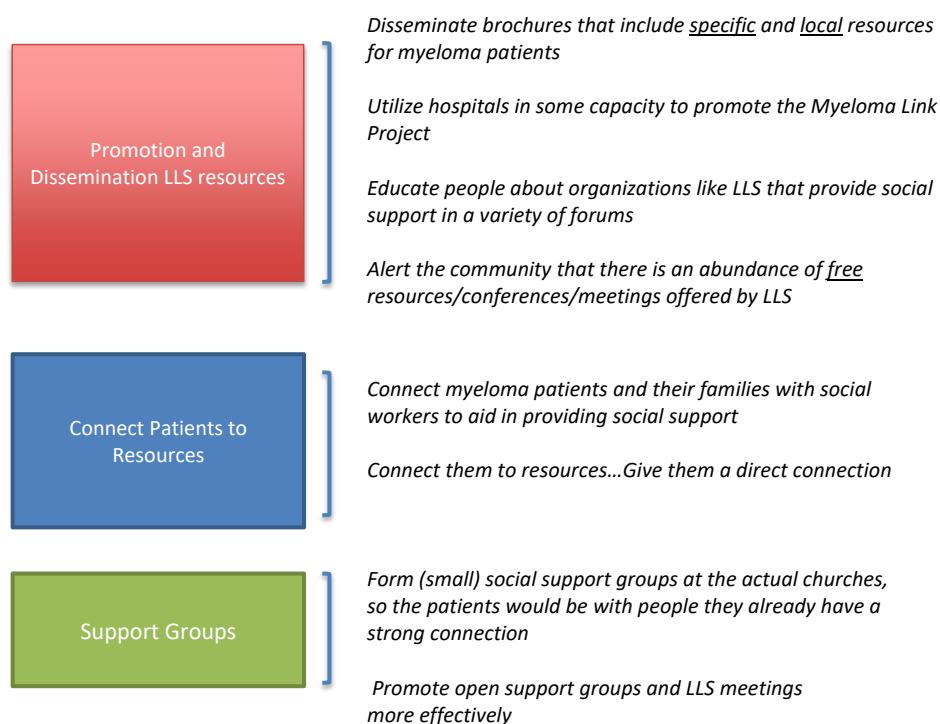 Promotion and
Dissemination LLS resources
Disseminate brochures that include specific and local resources
for myeloma patients
Utilize hospitals in some capacity to promote the Myeloma Link
Project
Educate people about organizations like LLS that provide social
support in a variety of forums
Alert the community that there is an abundance of free
resources/conferences/meetings offered by LLS
Connect Patients to
Resources
Connect myeloma patients and their families with social
workers to aid in providing social support
Connect them to resources…Give them a direct connection
Support Groups
Form (small) social support groups at the actual churches,
so the patients would be with people they already have a
strong connection
Promote open support groups and LLS meetings
more effectively